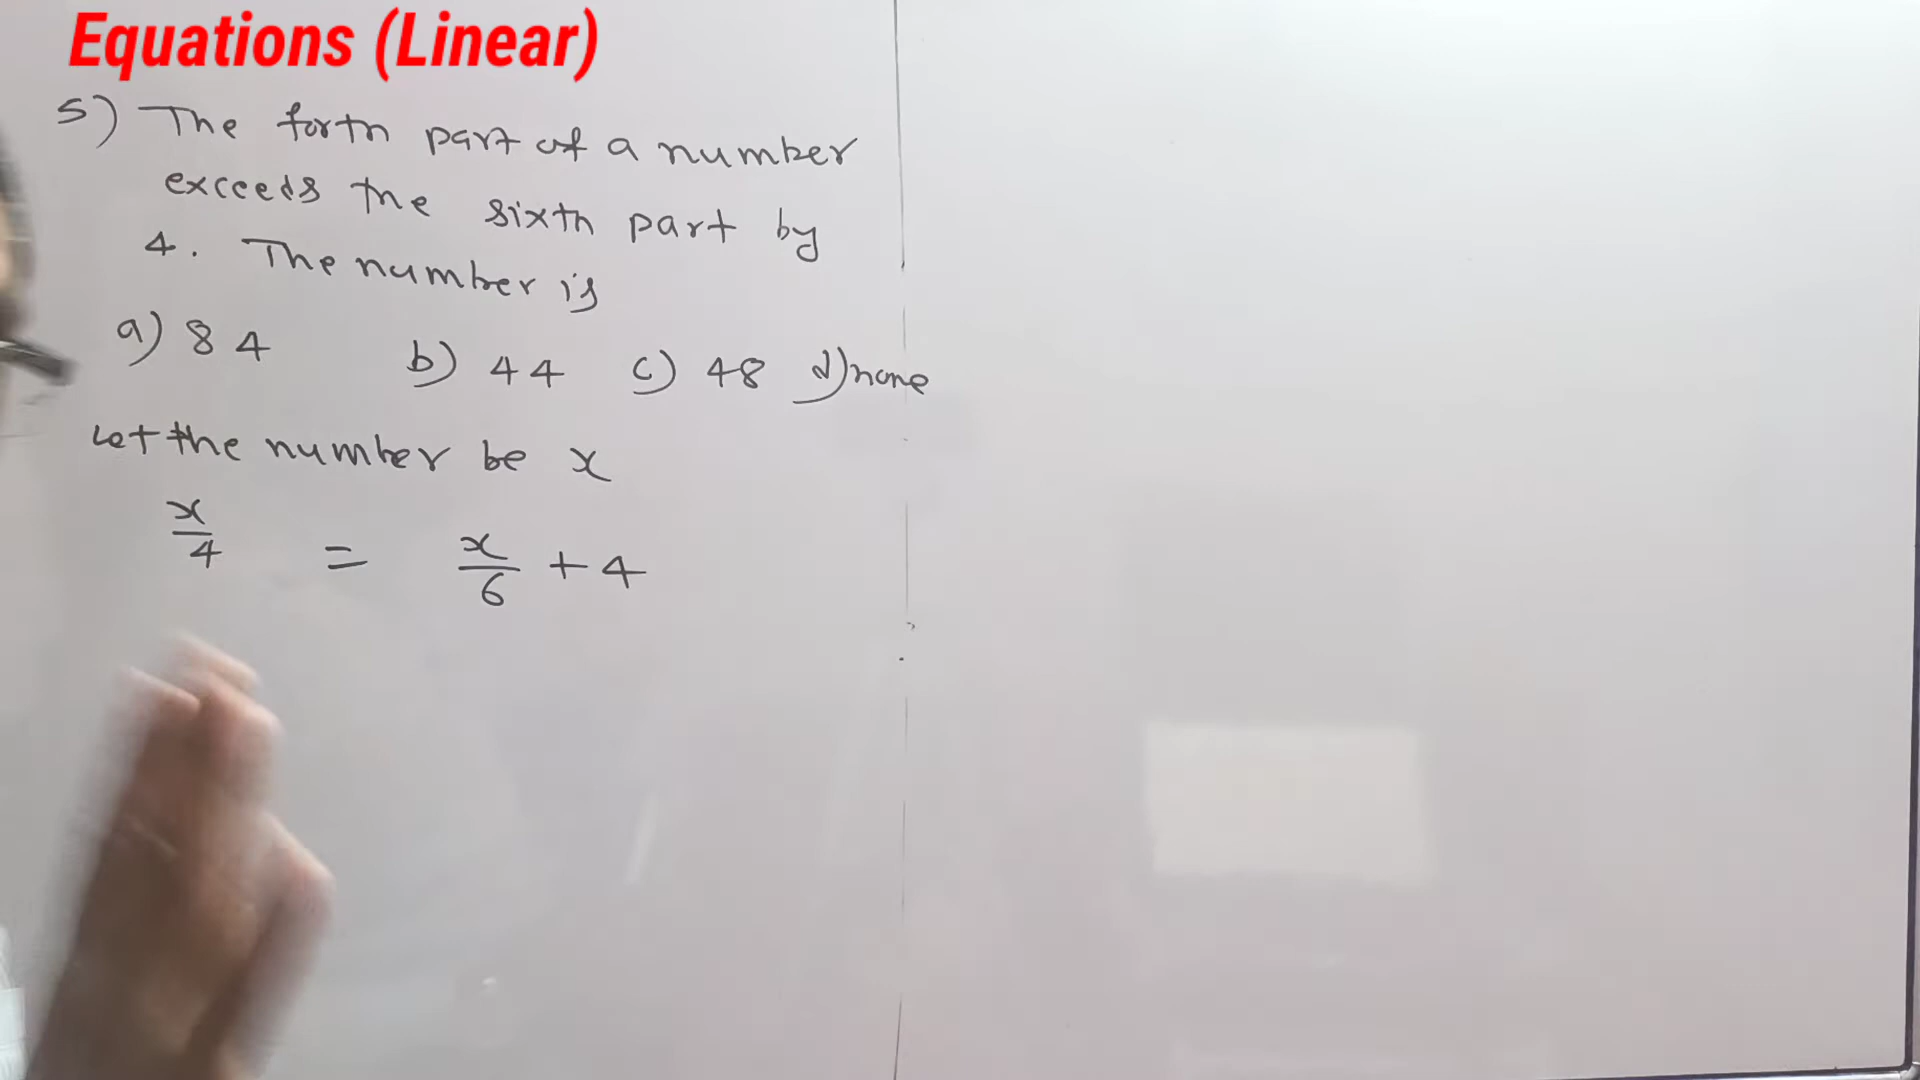 Equations (Linear)
5) The forth part of a number
exceeds the sixth part by
4. The number is
a) 84 b) 44 c) 48 d) none
Let the number be x
x/4 = x/6 + 4